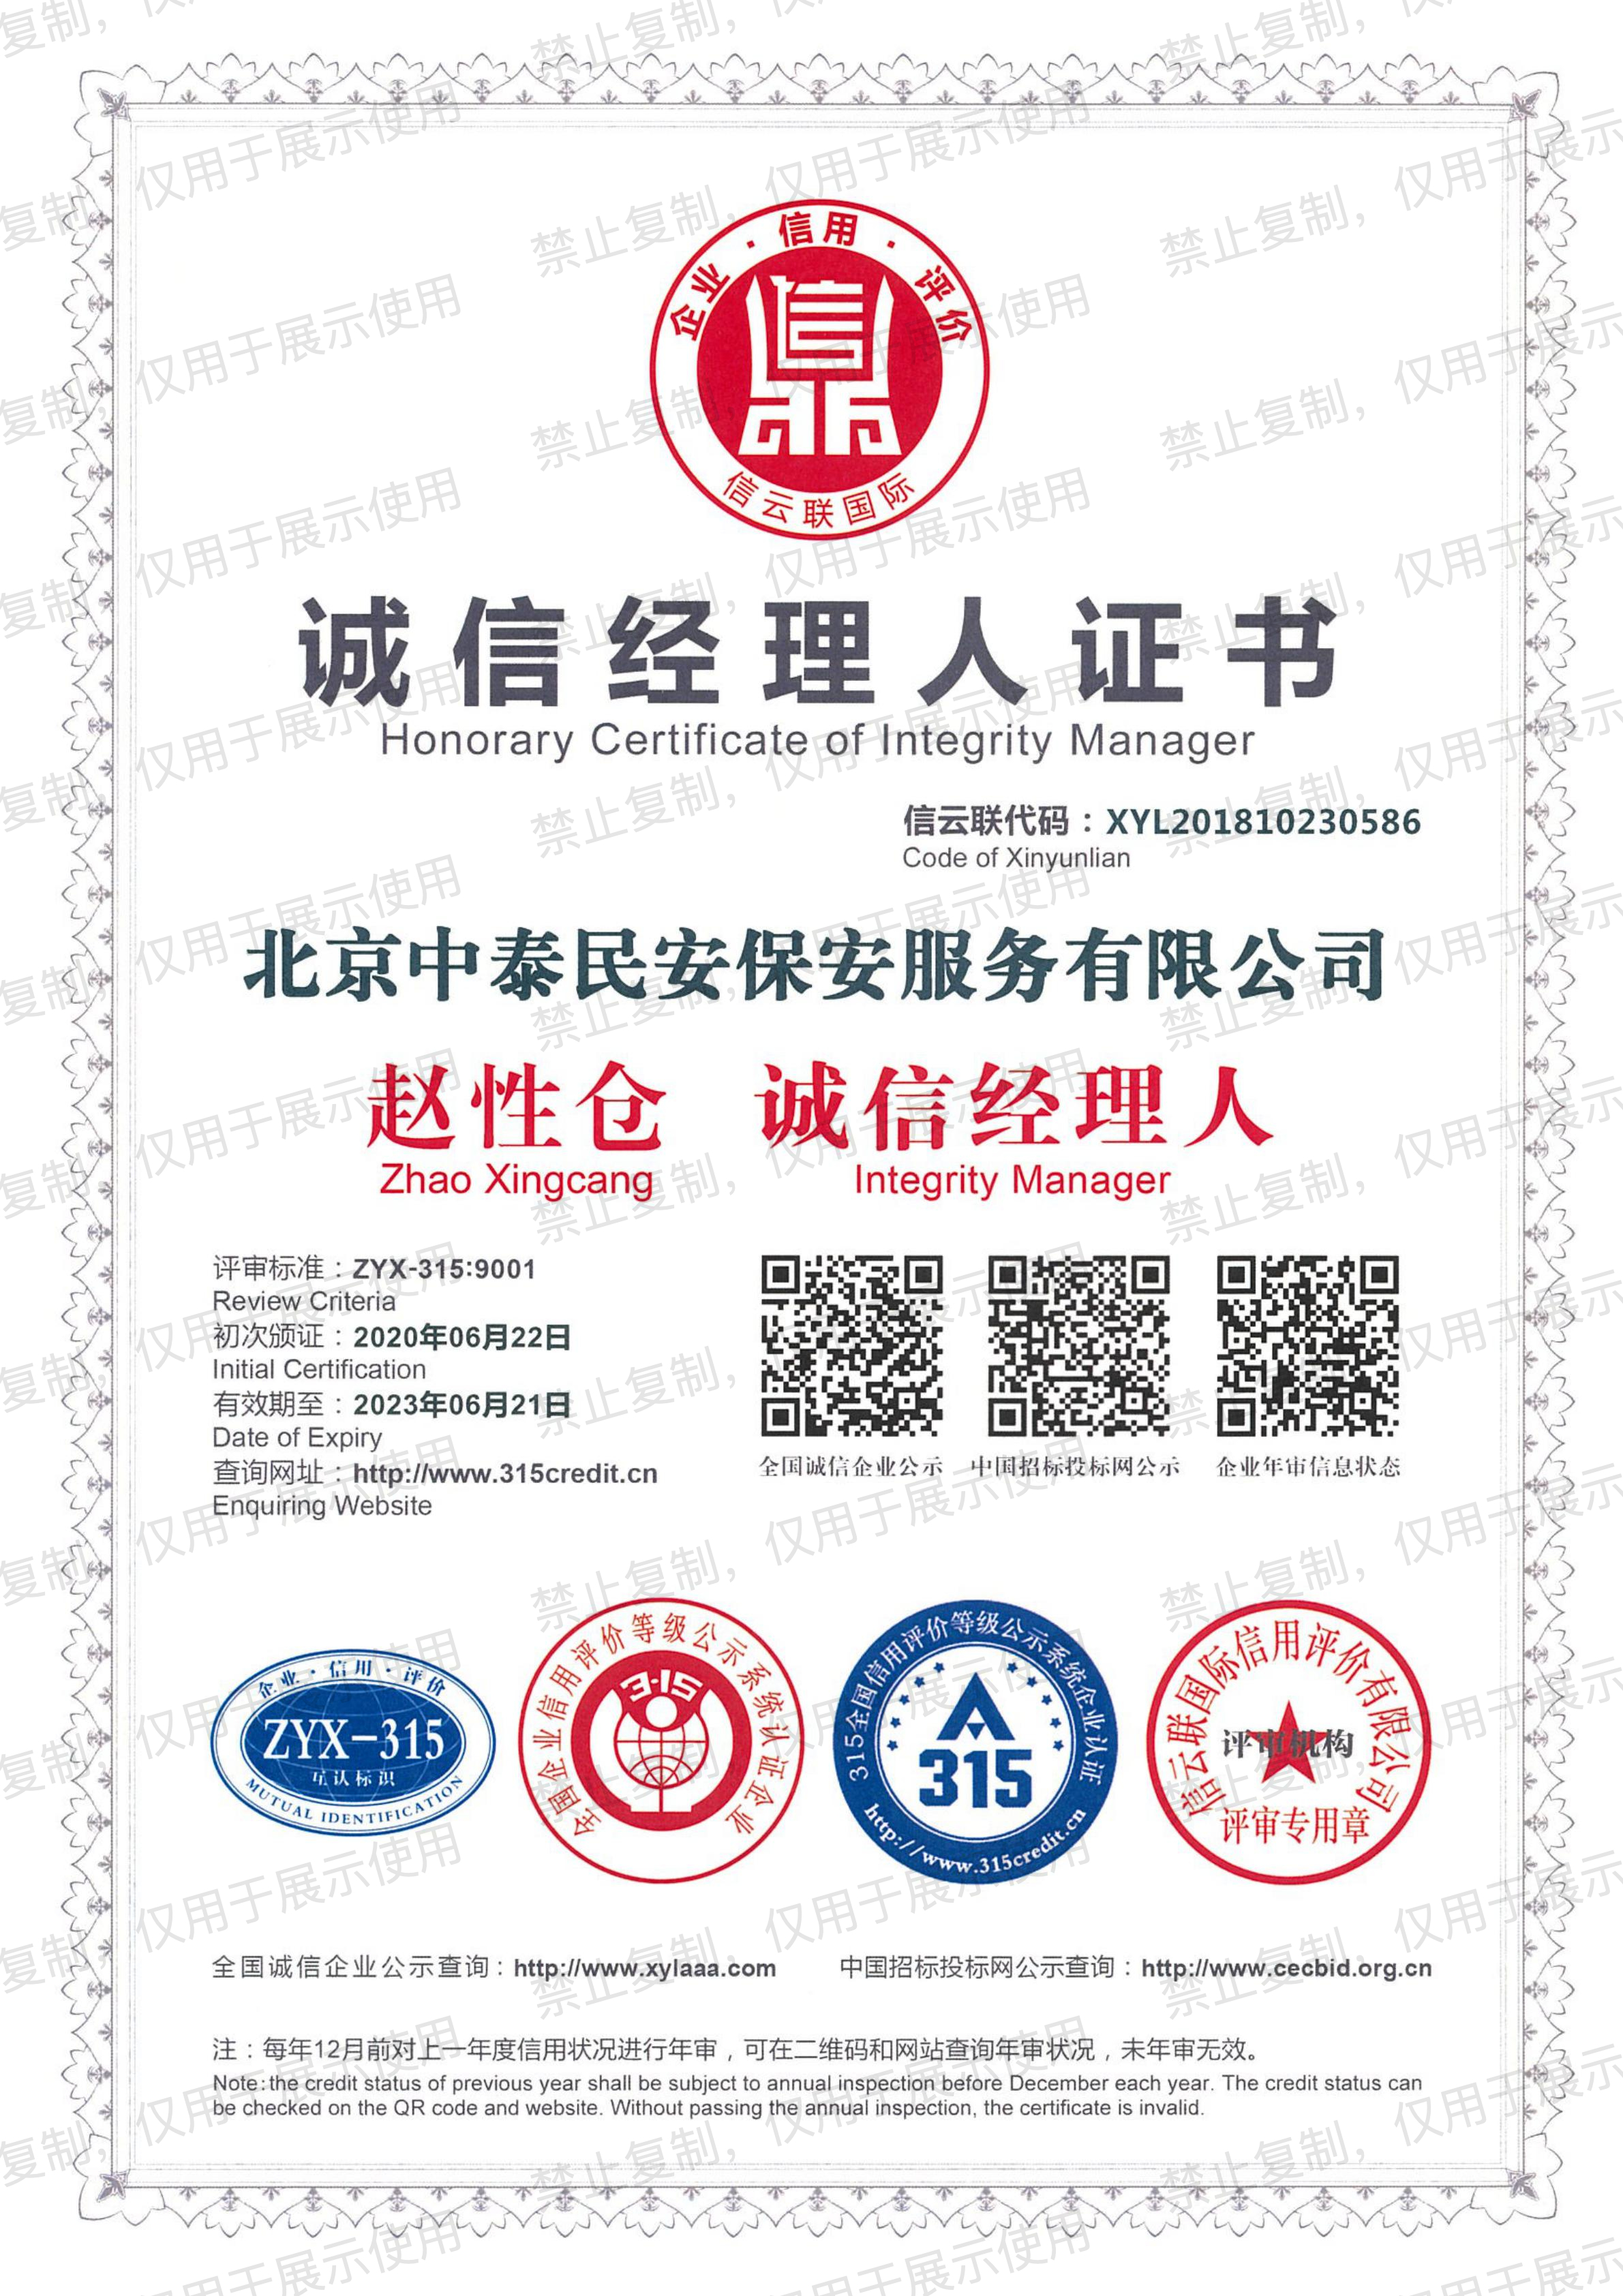 企业·信用·评价
信
信云联国际
诚信经理人证书
Honorary Certificate of Integrity Manager
信云联代码：XYL201810230586
Code of Xinyunlian
北京中泰民安保安服务有限公司
赵性仓 诚信经理人
Zhao Xingcang Integrity Manager
评审标准：ZYX-315:9001
Review Criteria
初次颁证：2020年06月22日
Initial Certification
有效期至：2023年06月21日
Date of Expiry
查询网址：http://www.315credit.cn
Enquiring Website
全国诚信企业公示 中国招标投标网公示 企业年审信息状态
企业·信用·评价
ZYX-315
互认标识
MUTUAL IDENTIFICATION
全国企业信用评价等级公示系统认证企业
3·15
315全国信用评价等级公示系统企业认证
315
http://www.315credit.cn
信云联国际信用评价有限公司
评审机构
评审专用章
全国诚信企业公示查询：http://www.xylaaa.com 中国招标投标网公示查询：http://www.cecbid.org.cn
注：每年12月前对上一年度信用状况进行年审，可在二维码和网站查询年审状况，未年审无效。
Note:the credit status of previous year shall be subject to annual inspection before December each year. The credit status can
be checked on the QR code and website. Without passing the annual inspection, the certificate is invalid.
禁止复制，仅用于展示使用